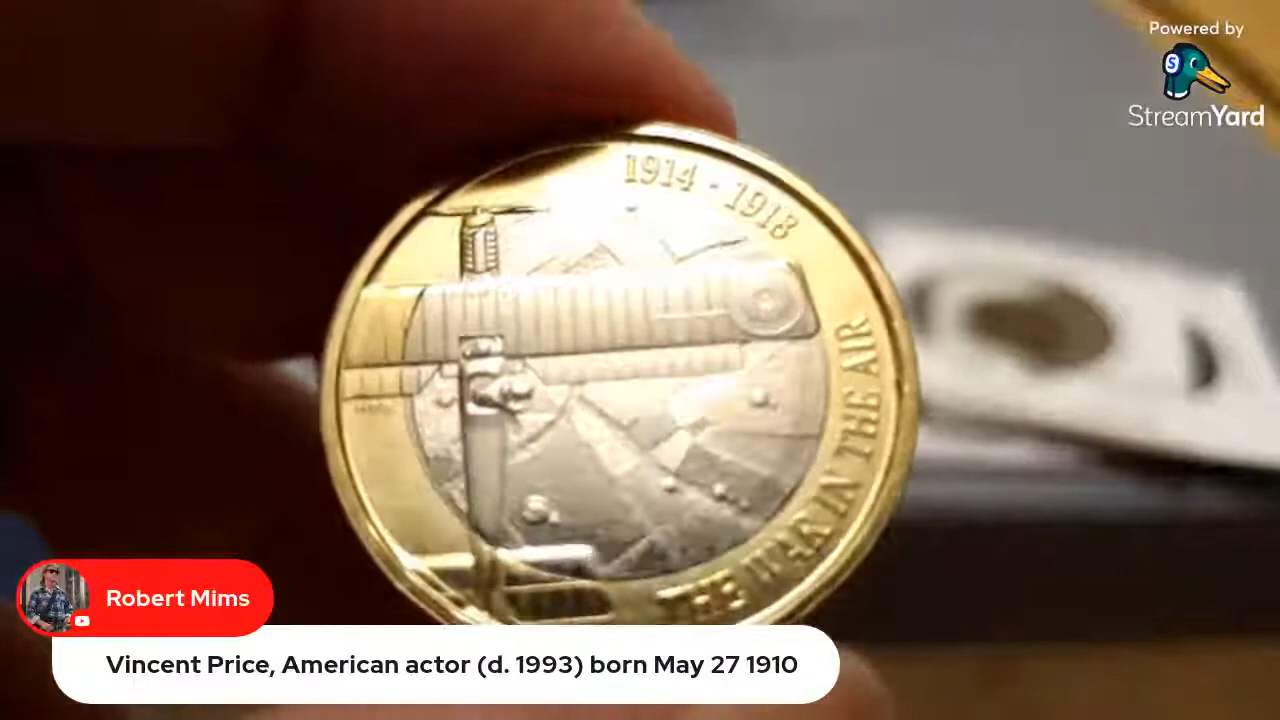 Powered by
StreamYard
1914 - 1918
THE WAR IN THE AIR
Robert Mims
Vincent Price, American actor (d. 1993) born May 27 1910